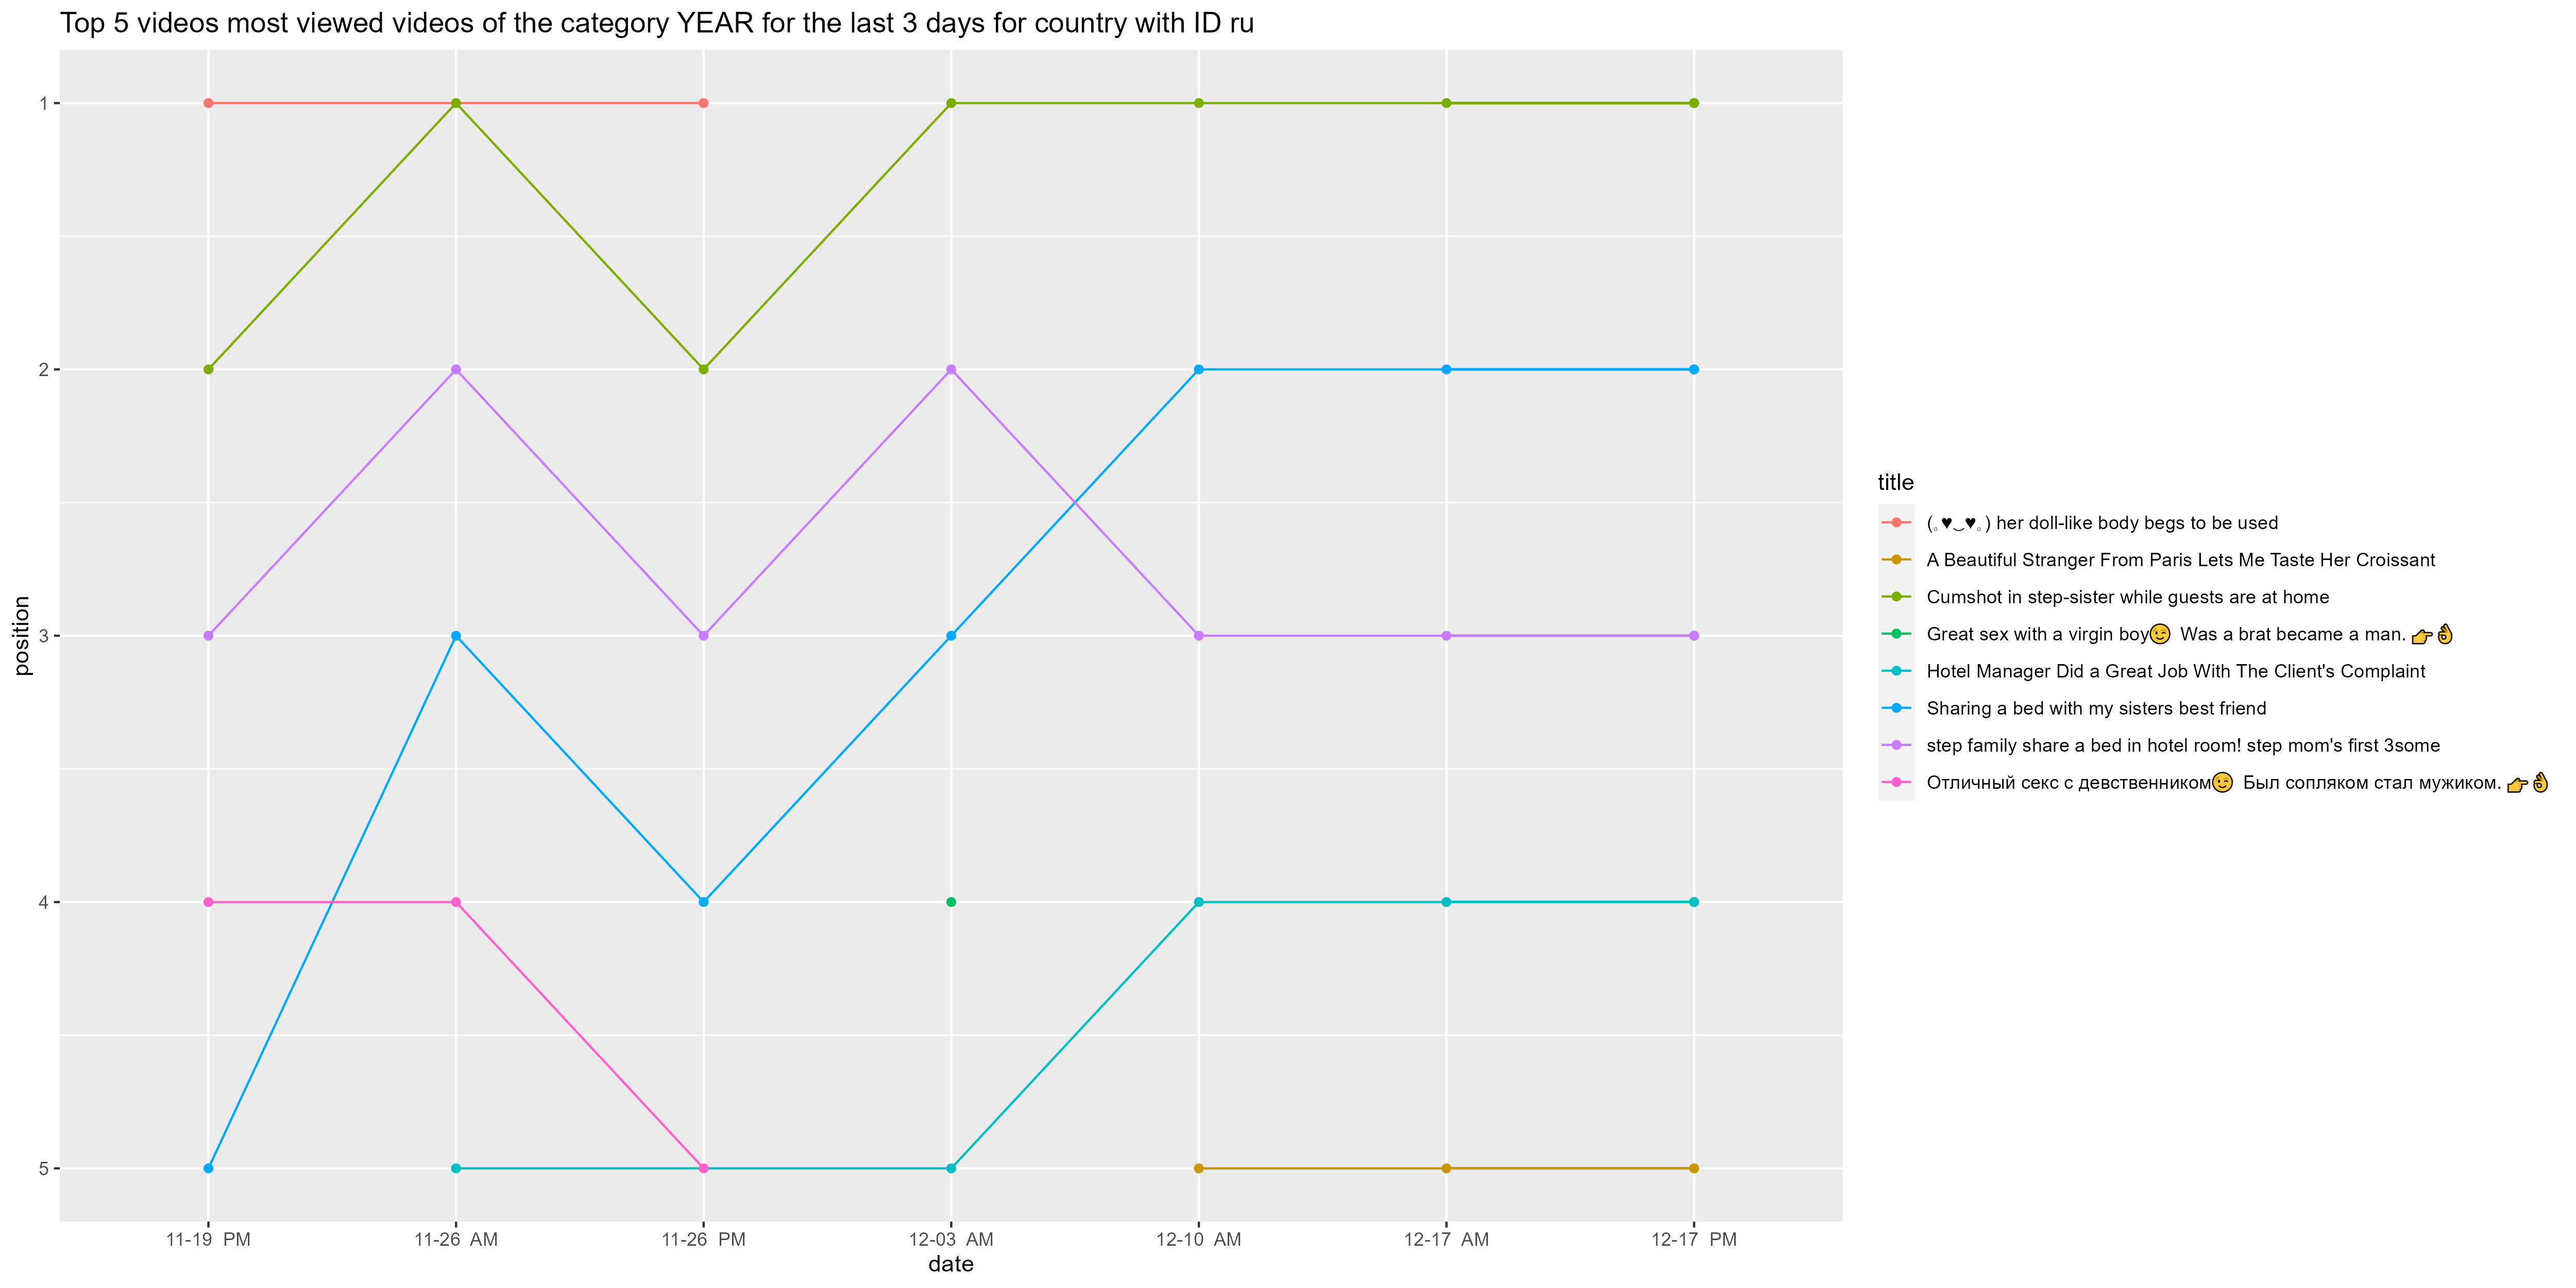 Top 5 videos most viewed videos of the category YEAR for the last 3 days for country with ID ru
position
1
2
3
4
5
11-19 PM
11-26 AM
11-26 PM
12-03 AM
12-10 AM
12-17 AM
12-17 PM
date
title
(｡♥‿♥｡) her doll-like body begs to be used
A Beautiful Stranger From Paris Lets Me Taste Her Croissant
Cumshot in step-sister while guests are at home
Great sex with a virgin boy😉 Was a brat became a man. 👉👌
Hotel Manager Did a Great Job With The Client's Complaint
Sharing a bed with my sisters best friend
step family share a bed in hotel room! step mom's first 3some
Отличный секс с девственником😉 Был сопляком стал мужиком. 👉👌